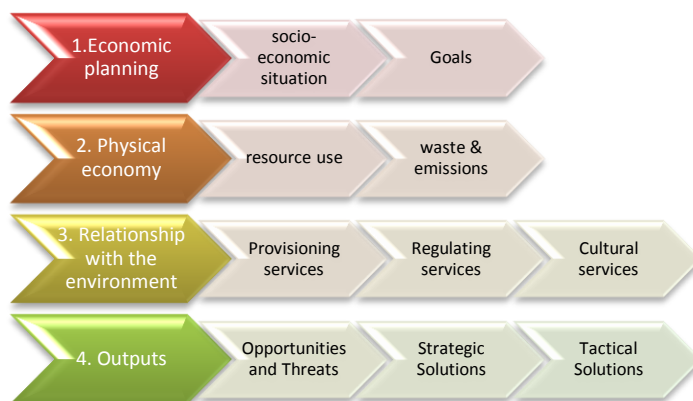 1.Economic
planning
socio-
economic
situation
Goals
2. Physical
economy
resource use
waste &
emissions
3. Relationship
with the
environment
Provisioning
services
Regulating
services
Cultural
services
4. Outputs
Opportunities
and Threats
Strategic
Solutions
Tactical
Solutions